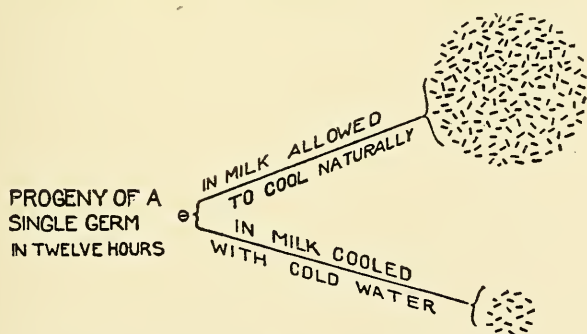 PROGENY OF A
SINGLE GERM
IN TWELVE HOURS
IN MILK ALLOWED
TO COOL NATURALLY
IN MILK COOLED
WITH COLD WATER